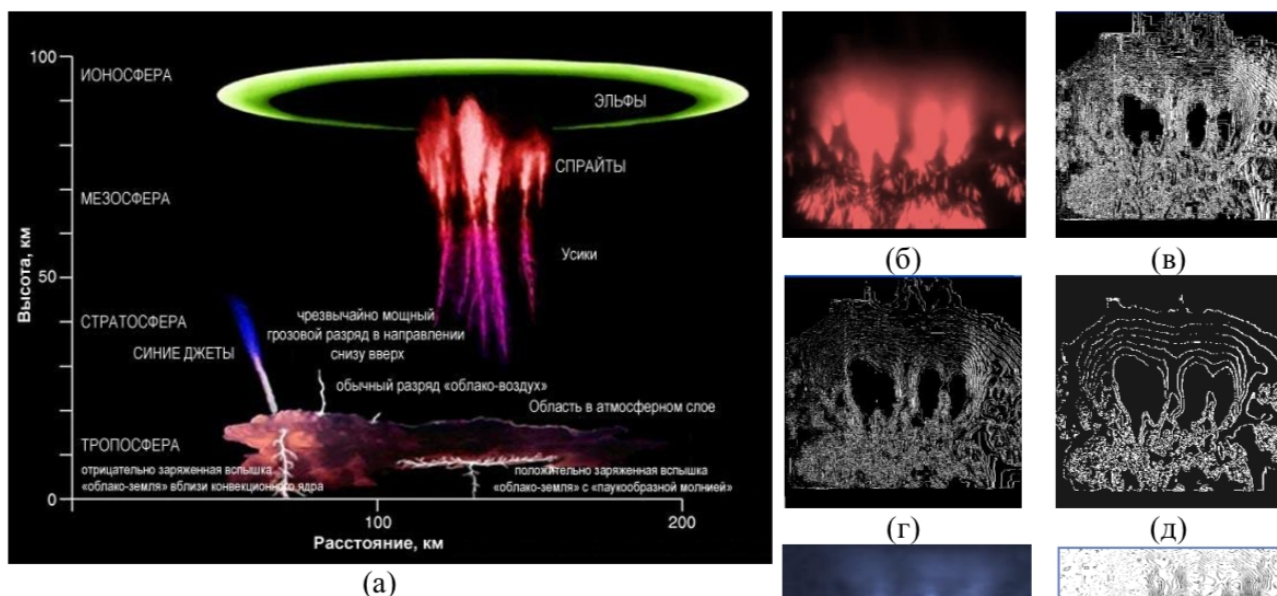 100
ИОНОСФЕРА
ЭЛЬФЫ
СПРАЙТЫ
МЕЗОСФЕРА
Усики
50
Высота, км
СТРАТОСФЕРА
СИНИЕ ДЖЕТЫ
чрезвычайно мощный
грозовой разряд в направлении
снизу вверх
обычный разряд «облако-воздух»
Область в атмосферном слое
ТРОПОСФЕРА
отрицательно заряженная вспышка
«облако-земля» вблизи конвекционного ядра
положительно заряженная вспышка
«облако-земля» с «паукообразной молнией»
0
100
200
Расстояние, км
(а)
(б)
(в)
(г)
(д)